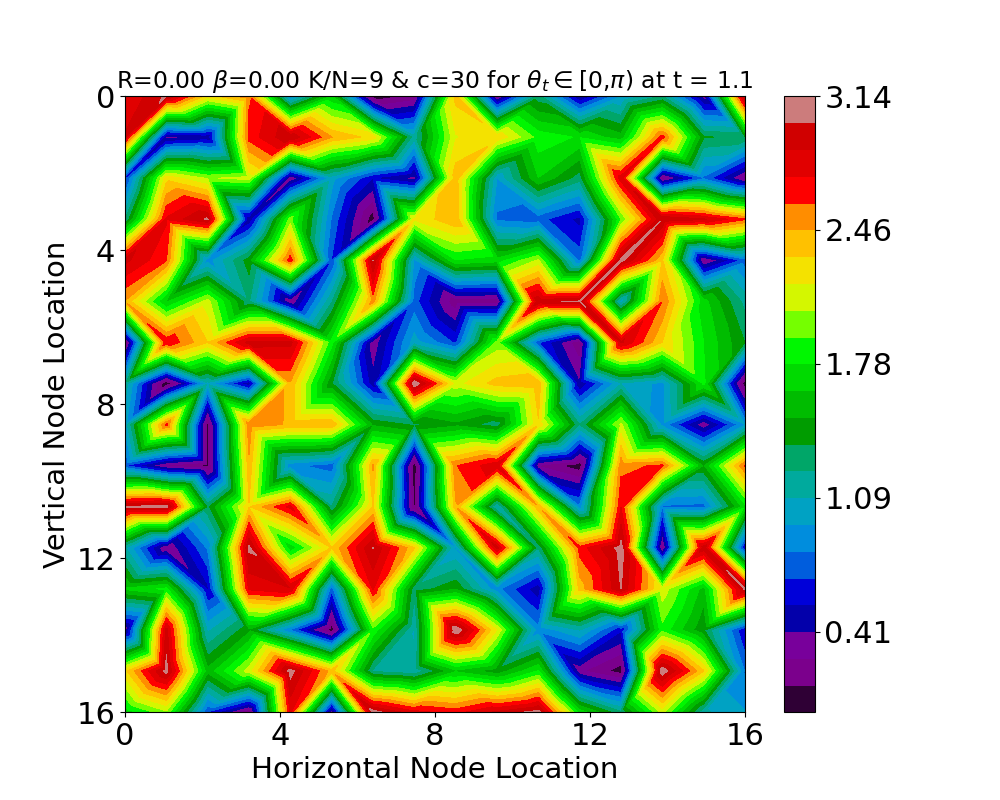 R=0.00 β=0.00 K/N=9 & c=30 for θₜ ∈ [0,π) at t = 1.1
0
4
8
12
16
Vertical Node Location
0 4 8 12 16
Horizontal Node Location
3.14
2.46
1.78
1.09
0.41